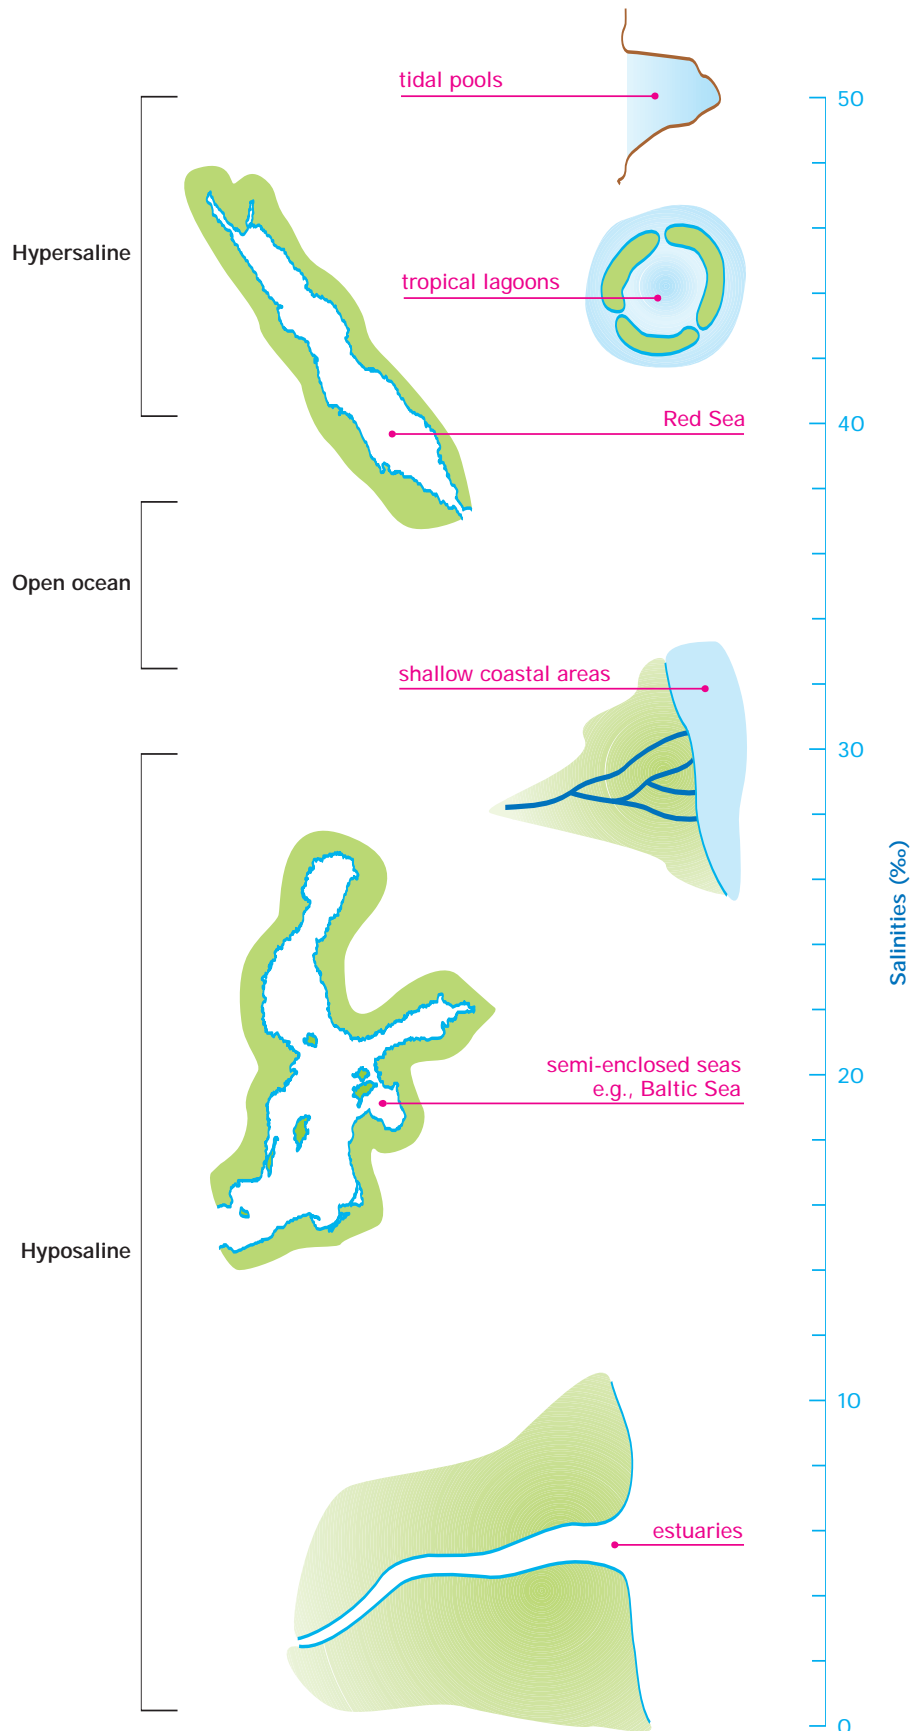 tidal pools
50
Hypersaline
tropical lagoons
Red Sea
40
Open ocean
shallow coastal areas
30
Salinities (‰)
semi-enclosed seas
e.g., Baltic Sea
20
Hyposaline
10
estuaries
0